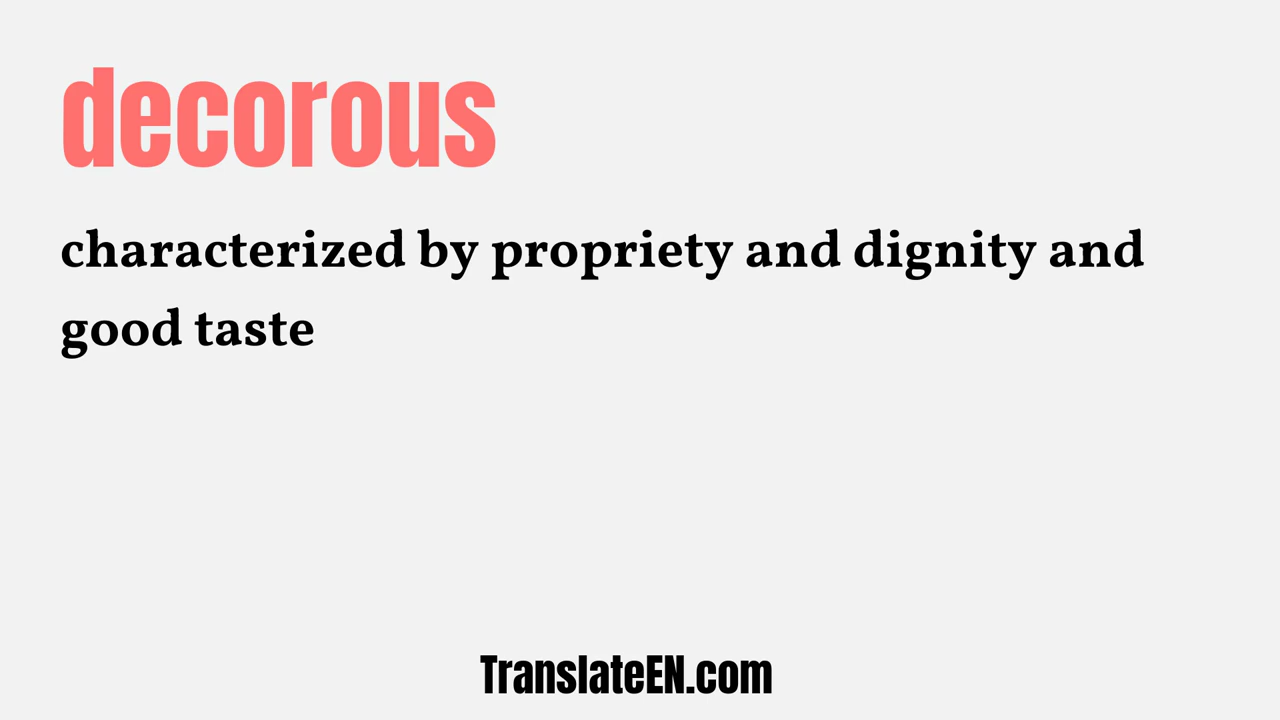 decorous
characterized by propriety and dignity and
good taste
TranslateEN.com